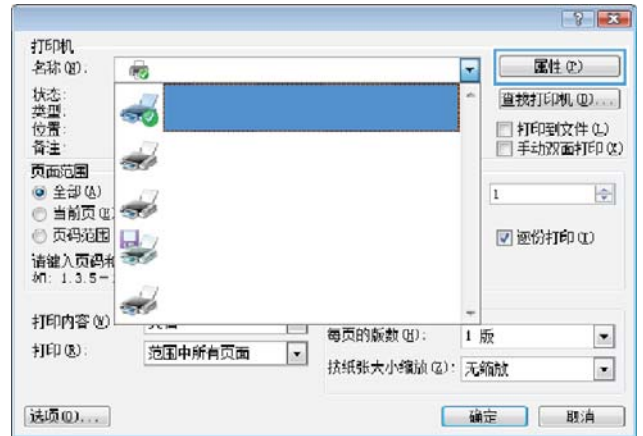 打印机
名称(N):
属性(P)
状态:
类型:
位置:
备注:
查找打印机(D)...
打印到文件(L)
手动双面打印(X)
页面范围
全部(A)
当前页(E)
页码范围
请键入页码和
如: 1.3.5-
1
逐份打印(T)
打印内容(W):
打印(R):
范围中所有页面
每页的版数(H):
1 版
按纸张大小缩放(Z):
无缩放
选项(O)...
确定
取消